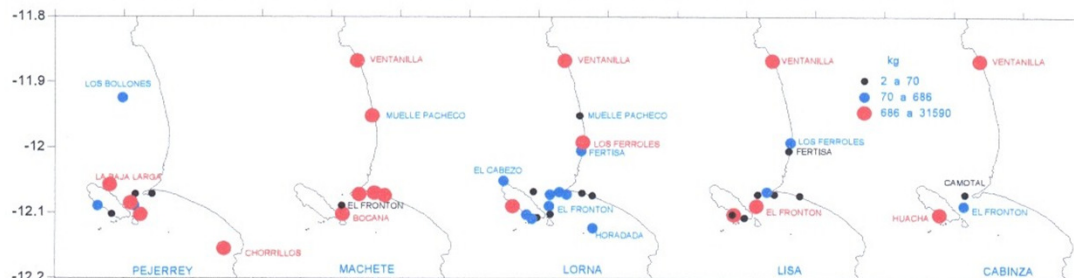 -11.8
-11.9
-12
-12.1
-12.2
LOS BOLLONES
LA BAJA LARGA
CHORRILLOS
PEJERREY
VENTANILLA
MUELLE PACHECO
EL FRONTON
BOCANA
MACHETE
VENTANILLA
MUELLE PACHECO
LOS FERROLES
FERTISA
EL CABEZO
EL FRONTON
HORADADA
LORNA
VENTANILLA
LOS FERROLES
FERTISA
EL FRONTON
LISA
kg
2 a 70
70 a 686
686 a 31590
VENTANILLA
CAMOTAL
EL FRONTON
HUACHA
CABINZA